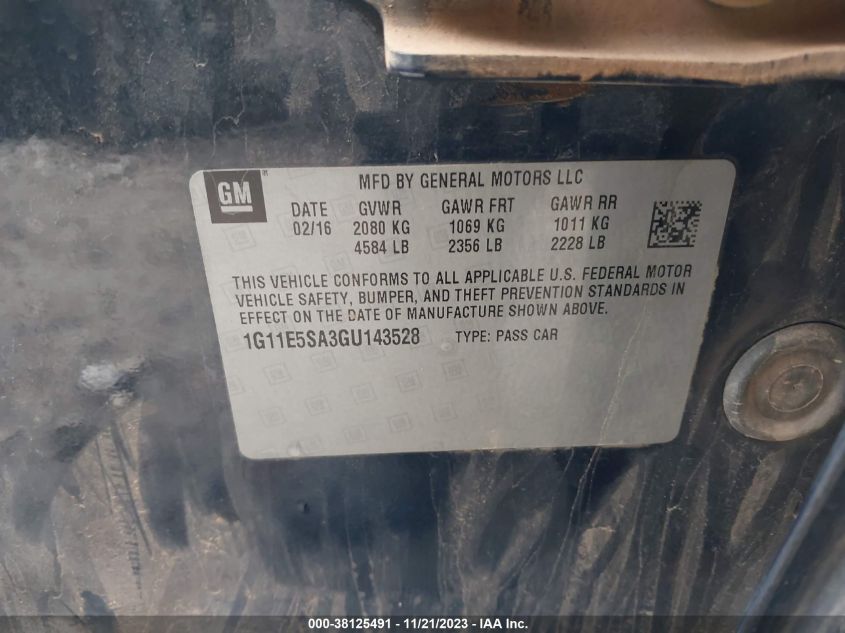 GM
MFD BY GENERAL MOTORS LLC
DATE GVWR GAWR FRT GAWR RR
02/16 2080 KG 1069 KG 1011 KG
4584 LB 2356 LB 2228 LB
THIS VEHICLE CONFORMS TO ALL APPLICABLE U.S. FEDERAL MOTOR
VEHICLE SAFETY, BUMPER, AND THEFT PREVENTION STANDARDS IN
EFFECT ON THE DATE OF MANUFACTURE SHOWN ABOVE.
1G11E5SA3GU143528 TYPE: PASS CAR
000-38125491 - 11/21/2023 - IAA Inc.